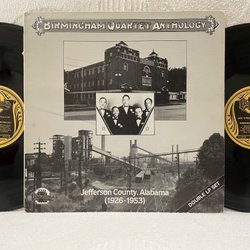 BIRMINGHAM QUARTET ANTHOLOGY
Jefferson County, Alabama
(1926-1953)
DOUBLE LP SET